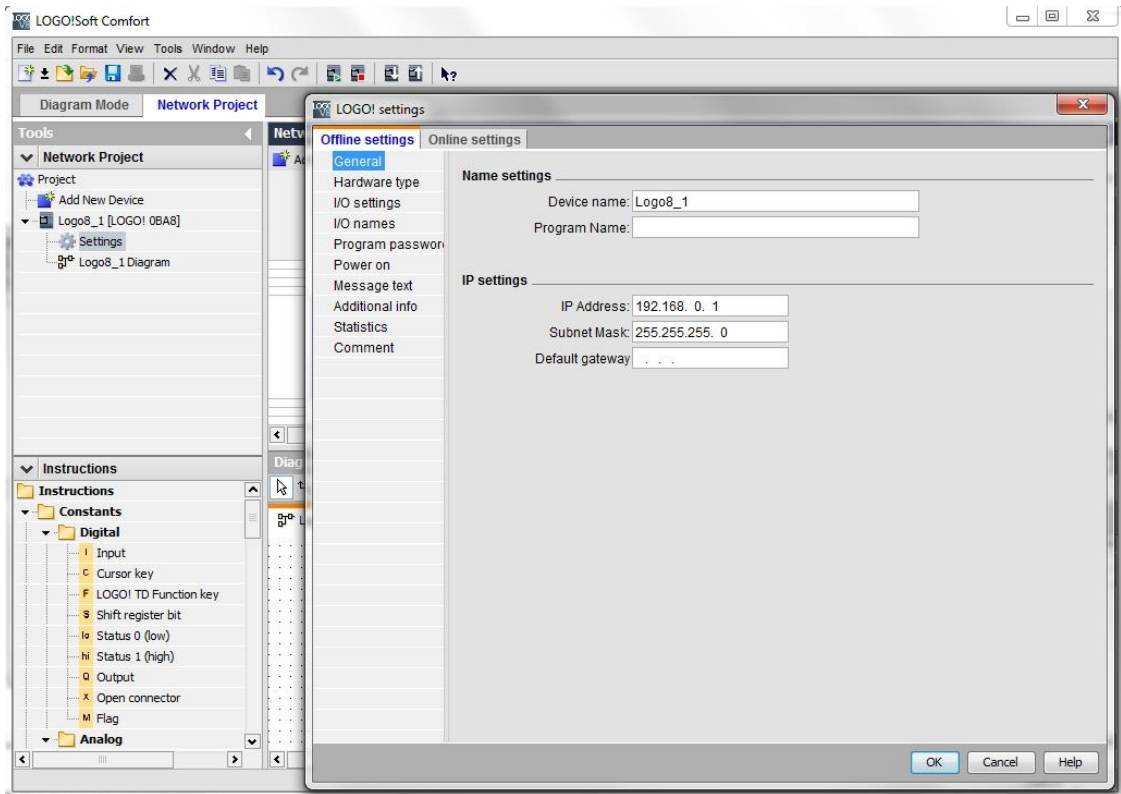 LOGO!Soft Comfort
File Edit Format View Tools Window Help
Diagram Mode Network Project
Tools
Network Project
Project
Add New Device
Logo8_1 [LOGO! 0BA8]
Settings
Logo8_1 Diagram
Instructions
Instructions
Constants
Digital
I Input
C Cursor key
F LOGO! TD Function key
S Shift register bit
lo Status 0 (low)
hi Status 1 (high)
Q Output
X Open connector
M Flag
Analog
LOGO! settings
Offline settings Online settings
General
Hardware type
I/O settings
I/O names
Program passwor
Power on
Message text
Additional info
Statistics
Comment
Name settings
Device name: Logo8_1
Program Name:
IP settings
IP Address: 192.168. 0. 1
Subnet Mask: 255.255.255. 0
Default gateway . . .
OK Cancel Help